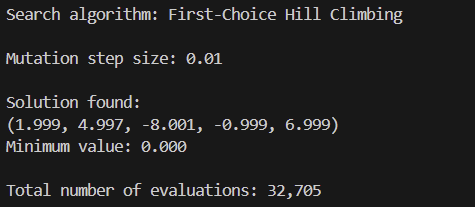 Search algorithm: First-Choice Hill Climbing
Mutation step size: 0.01
Solution found:
(1.999, 4.997, -8.001, -0.999, 6.999)
Minimum value: 0.000
Total number of evaluations: 32,705